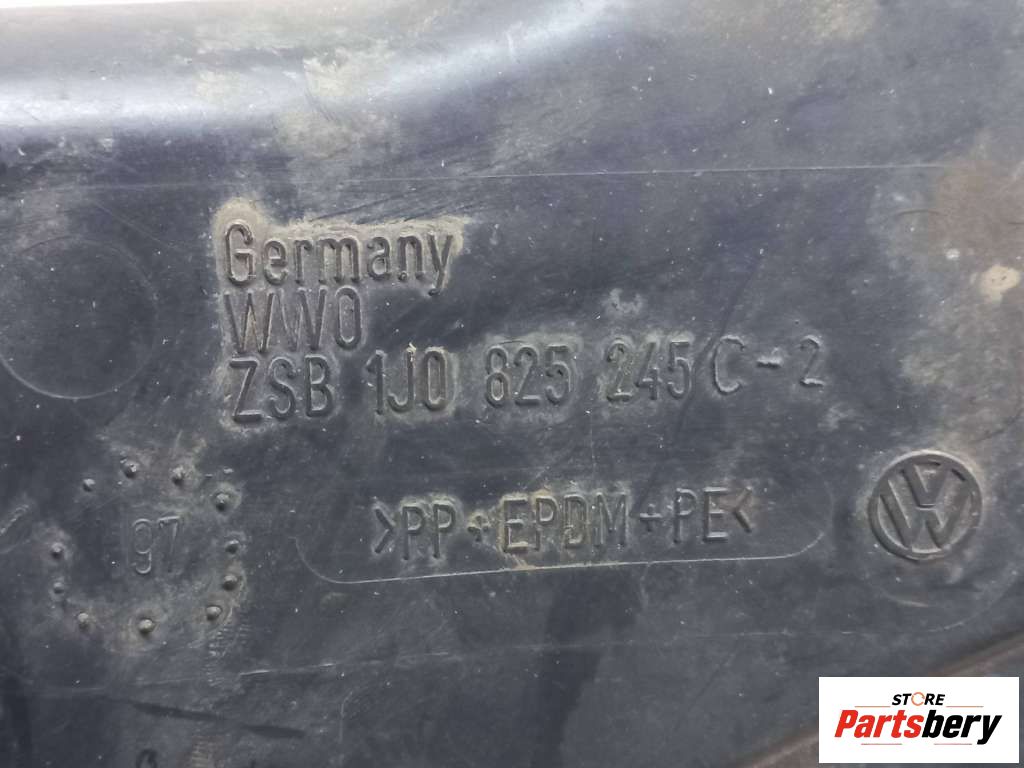 Germany
WWO
ZSB 1J0 825 245 C-2
>PP+EPDM+PE<
97
STORE
Partsbery